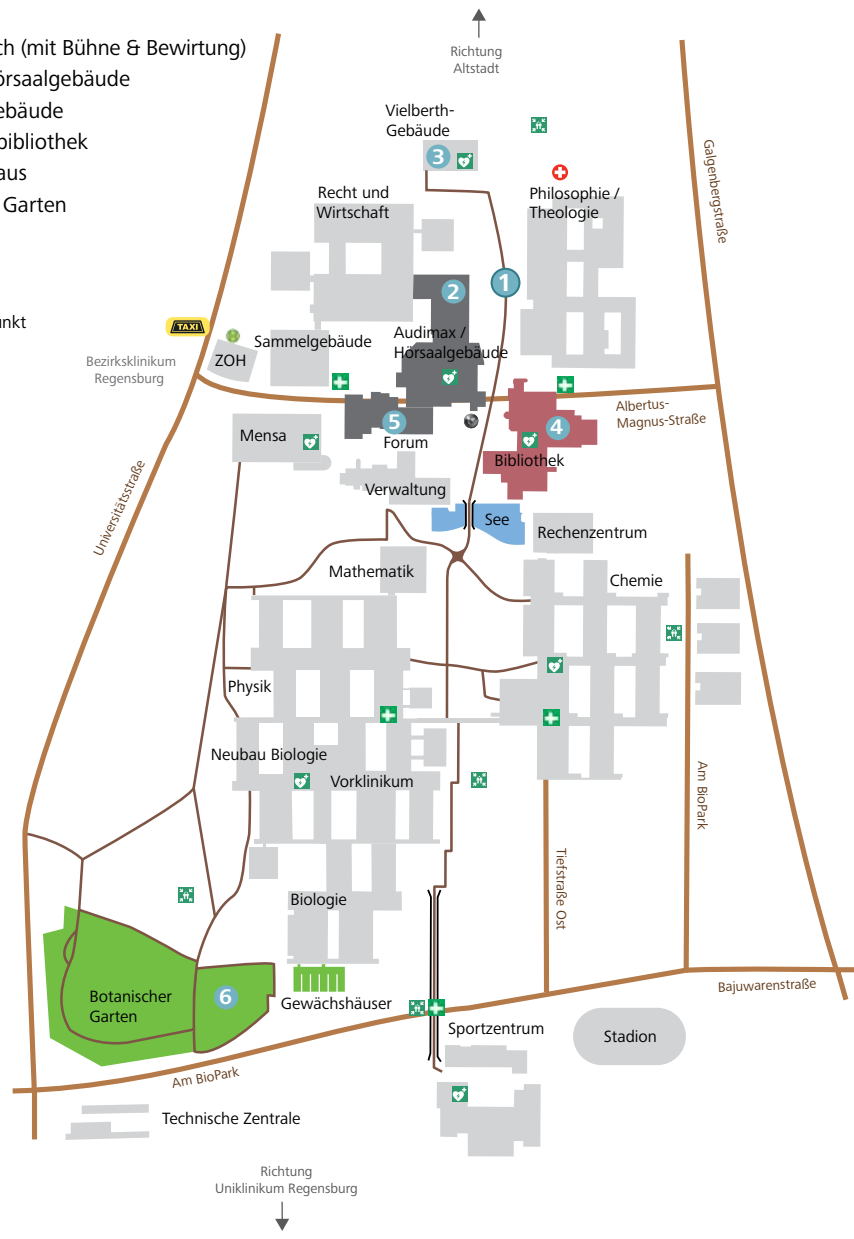 ch (mit Bühne & Bewirtung)
örsaalgebäude
ebäude
bibliothek
aus
Garten
unkt
Richtung
Altstadt
Vielberth-
Gebäude
3
Galgenbergstraße
Recht und
Wirtschaft
Philosophie /
Theologie
1
2
TAXI
Sammelgebäude
Audimax /
Hörsaalgebäude
ZOH
Bezirksklinikum
Regensburg
Albertus-
Magnus-Straße
5
4
Mensa
Forum
Bibliothek
Verwaltung
Universitätsstraße
See
Rechenzentrum
Mathematik
Chemie
Physik
Neubau Biologie
Vorklinikum
Am BioPark
Tiefstraße Ost
Biologie
Botanischer
Garten
6
Gewächshäuser
Bajuwarenstraße
Sportzentrum
Stadion
Am BioPark
Technische Zentrale
Richtung
Uniklinikum Regensburg